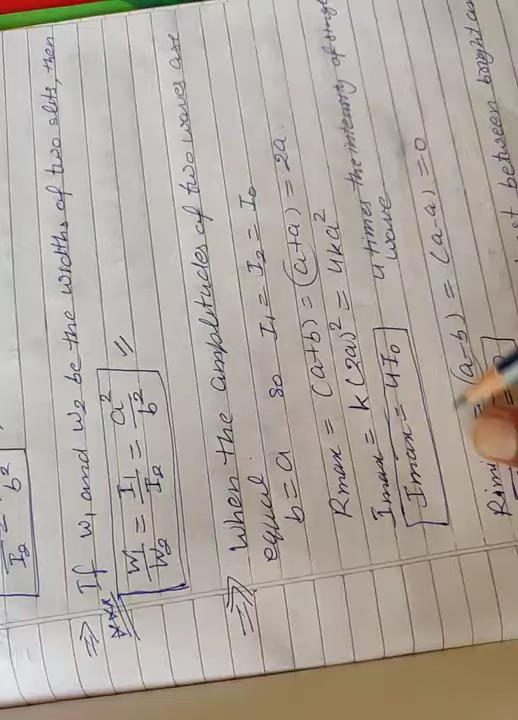 I₂ = b²
⇒ If w₁ and w₂ be the widths of two slits, then
w₁/w₂ = I₁/I₂ = a²/b²
⇒ When the amplitudes of two waves are
equal
b = a so I₁ = I₂ = I₀
Rmax = (a+b) = (a+a) = 2a.
Imax = k(2a)² = 4ka²
Imax = 4I₀ 4 times the intensity of single
wave
= (a-b) = (a-a) = 0
between bright